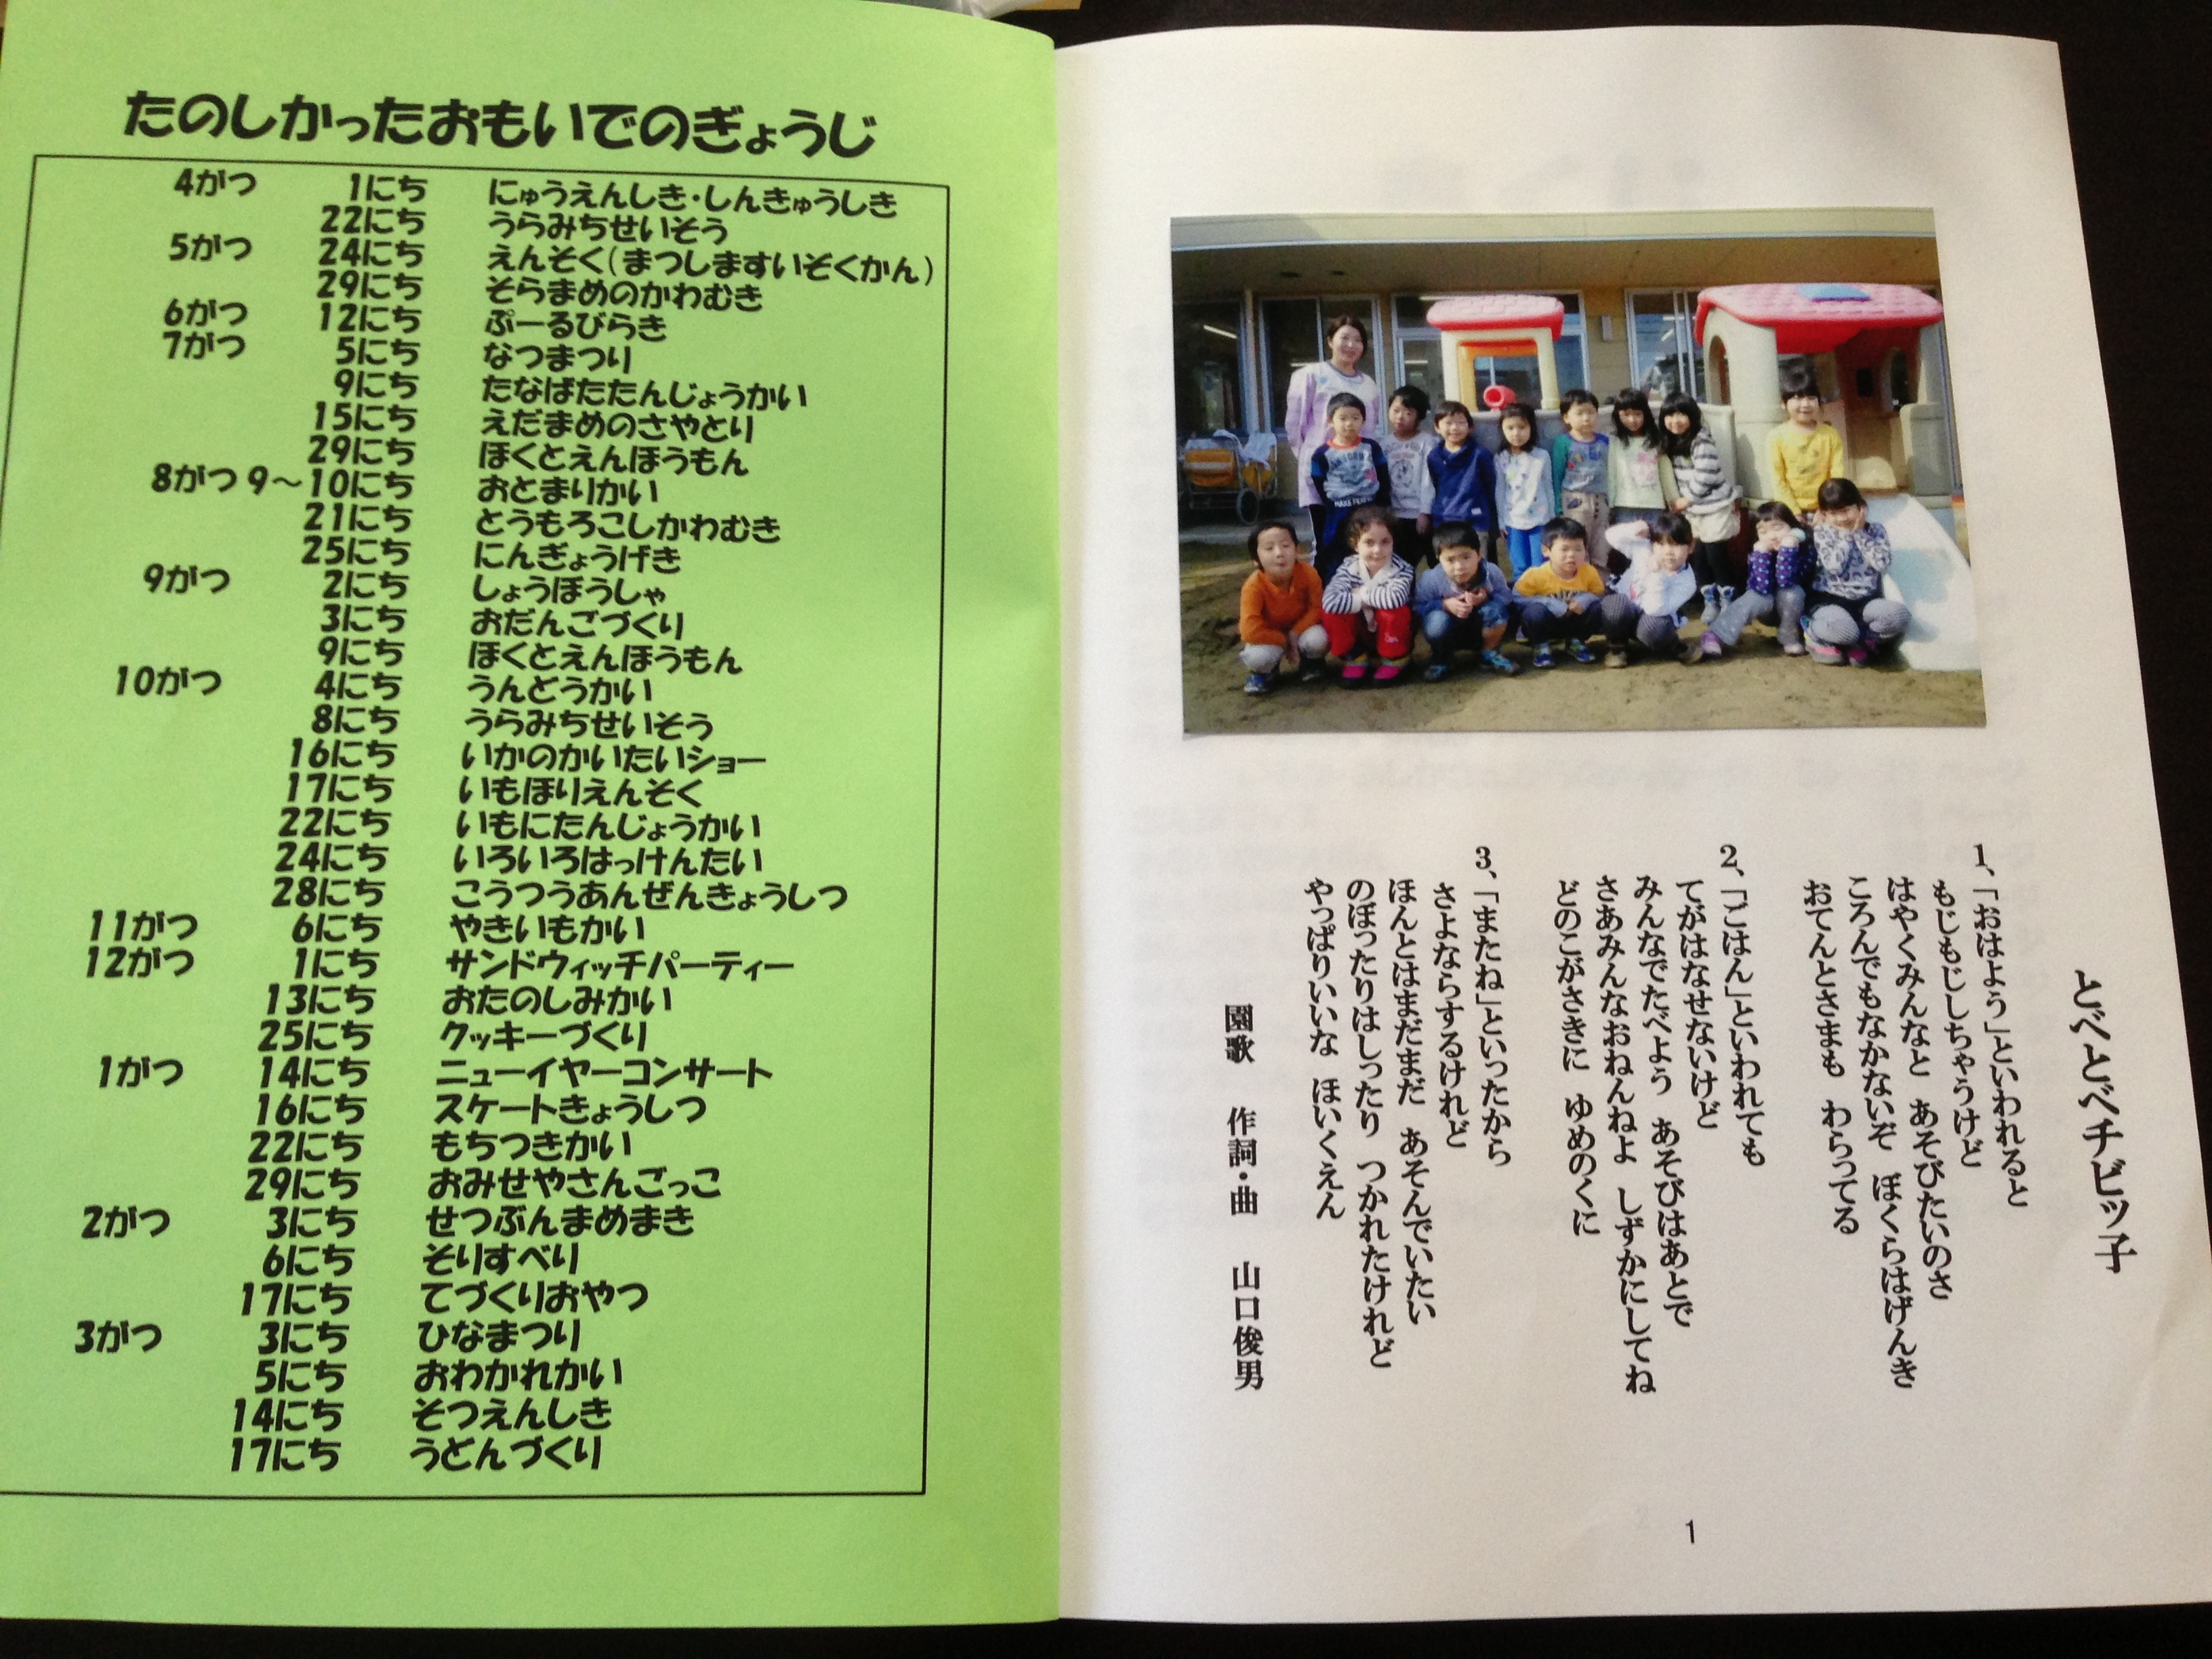 たのしかったおもいでのぎょうじ
4がつ 1にち にゅうえんしき・しんきゅうしき
22にち うらみちせいそう
5がつ 24にち えんそく(まつしますいぞくかん)
29にち そらまめのかわむき
6がつ 12にち ぷーるびらき
7がつ 5にち なつまつり
9にち たなばたたんじょうかい
15にち えだまめのさやとり
29にち ほくとえんほうもん
8がつ 9～10にち おとまりかい
21にち とうもろこしかわむき
25にち にんぎょうげき
9がつ 2にち しょうぼうしゃ
3にち おだんごづくり
9にち ほくとえんほうもん
10がつ 4にち うんどうかい
8にち うらみちせいそう
16にち いかのかいたいショー
17にち いもほりえんそく
22にち いもにたんじょうかい
24にち いろいろはっけんたい
28にち こうつうあんぜんきょうしつ
11がつ 6にち やきいもかい
12がつ 1にち サンドウィッチパーティー
13にち おたのしみかい
25にち クッキーづくり
1がつ 14にち ニューイヤーコンサート
16にち スケートきょうしつ
22にち もちつきかい
29にち おみせやさんごっこ
2がつ 3にち せつぶんまめまき
6にち そりすべり
17にち てづくりおやつ
3がつ 3にち ひなまつり
5にち おわかれかい
14にち そつえんしき
17にち うどんづくり
とべとべチビッ子
1、「おはよう」といわれると
もじもじしちゃうけど
はやくみんなと あそびたいのさ
ころんでもなかないぞ ぼくらはげんき
おてんとさまも わらってる
2、「ごはん」といわれても
てがはなせないけど
みんなでたべよう あそびはあとで
さあみんなおねんねよ しずかにしてね
どのこがさきに ゆめのくに
3、「またね」といったから
さよならするけれど
ほんとはまだまだ あそんでいたい
のぼったりはしったり つかれたけれど
やっぱりいいな ほいくえん
園歌 作詞・曲 山口俊男
1